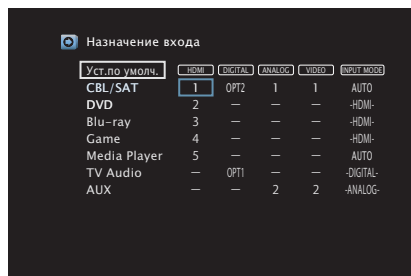 Назначение входа
Уст.по умолч. HDMI DIGITAL ANALOG VIDEO INPUT MODE
CBL/SAT 1 OPT2 1 1 AUTO
DVD 2 — — — -HDMI-
Blu-ray 3 — — — -HDMI-
Game 4 — — — -HDMI-
Media Player 5 — — — AUTO
TV Audio — OPT1 — — -DIGITAL-
AUX — — 2 2 -ANALOG-